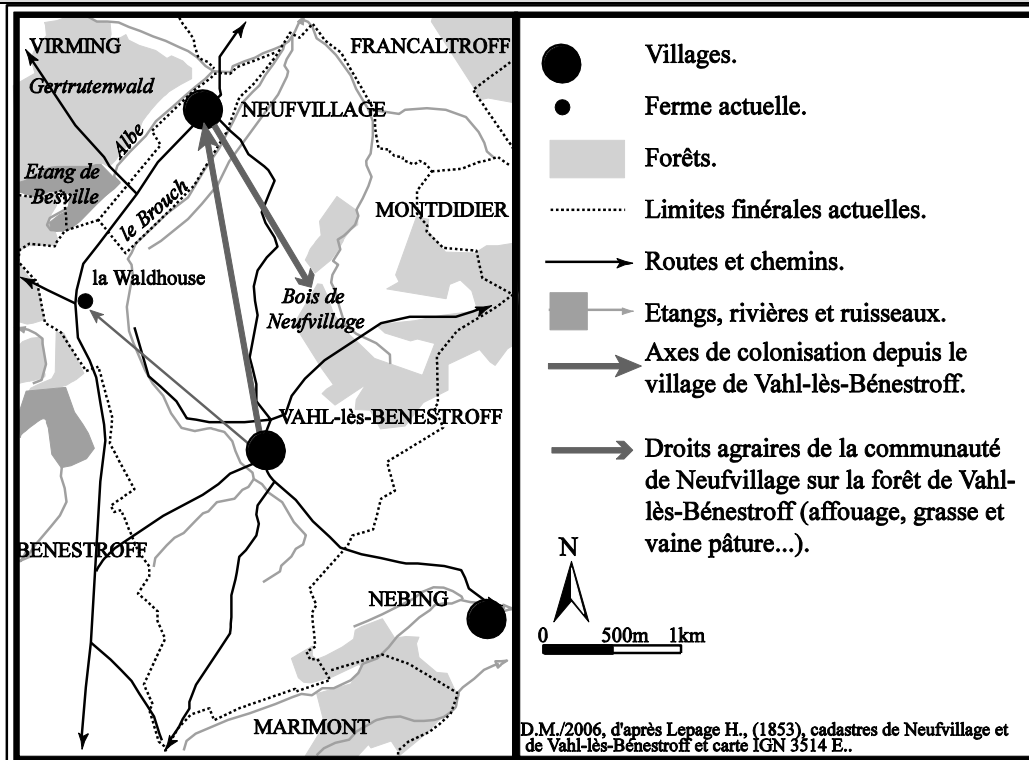 VIRMING
FRANCALTROFF
Gertrutenwald
NEUFVILLAGE
Albe
Etang de
Besville
le Brouch
MONTDIDIER
la Waldhouse
Bois de
Neufvillage
VAHL-lès-BENESTROFF
BENESTROFF
NEBING
MARIMONT
Villages.
Ferme actuelle.
Forêts.
Limites finérales actuelles.
Routes et chemins.
Etangs, rivières et ruisseaux.
Axes de colonisation depuis le
village de Vahl-lès-Bénestroff.
Droits agraires de la communauté
de Neufvillage sur la forêt de Vahl-
lès-Bénestroff (affouage, grasse et
vaine pâture...).
N
0 500m 1km
D.M./2006, d'après Lepage H., (1853), cadastres de Neufvillage et
de Vahl-lès-Bénestroff et carte IGN 3514 E..